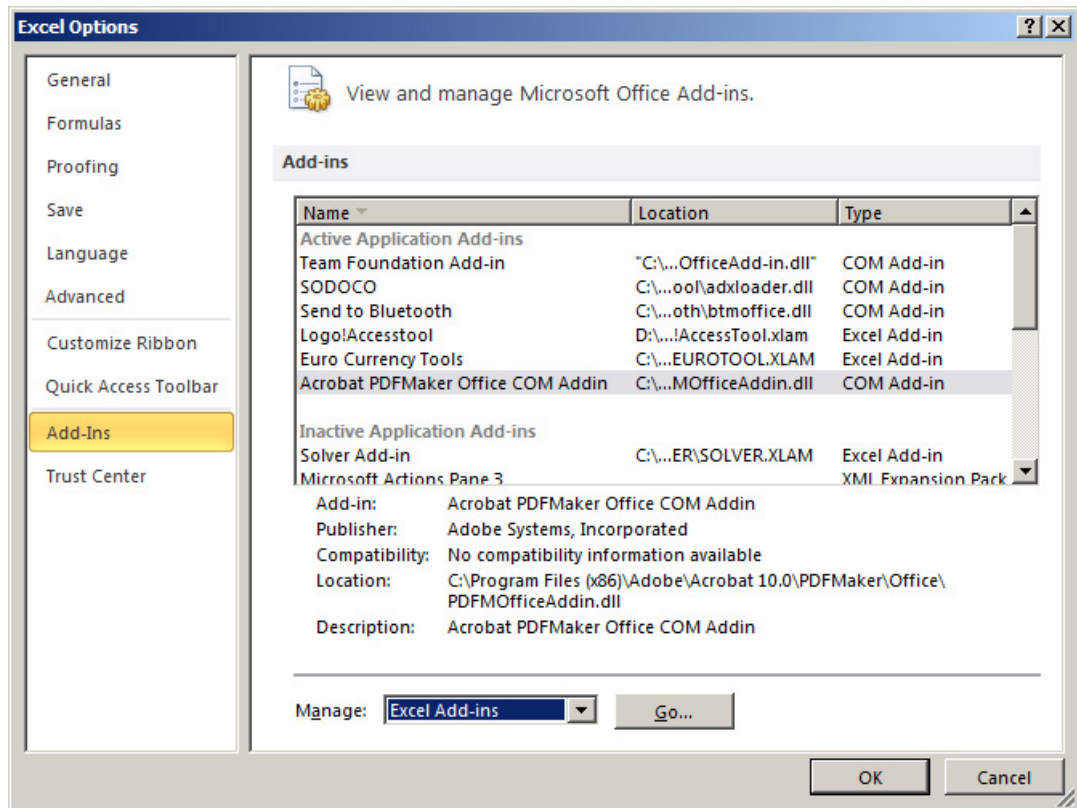 Excel Options
General
Formulas
Proofing
Save
Language
Advanced
Customize Ribbon
Quick Access Toolbar
Add-Ins
Trust Center
View and manage Microsoft Office Add-ins.
Add-ins
Name Location Type
Active Application Add-ins
Team Foundation Add-in "C:\...OfficeAdd-in.dll" COM Add-in
SODOCO C:\...ool\adxloader.dll COM Add-in
Send to Bluetooth C:\...oth\btmoffice.dll COM Add-in
Logo!Accesstool D:\...!AccessTool.xlam Excel Add-in
Euro Currency Tools C:\...EUROTOOL.XLAM Excel Add-in
Acrobat PDFMaker Office COM Addin C:\...MOfficeAddin.dll COM Add-in
Inactive Application Add-ins
Solver Add-in C:\...ER\SOLVER.XLAM Excel Add-in
Microsoft Actions Pane 3 XML Expansion Pack
Add-in: Acrobat PDFMaker Office COM Addin
Publisher: Adobe Systems, Incorporated
Compatibility: No compatibility information available
Location: C:\Program Files (x86)\Adobe\Acrobat 10.0\PDFMaker\Office\
PDFMOfficeAddin.dll
Description: Acrobat PDFMaker Office COM Addin
Manage: Excel Add-ins Go...
OK Cancel